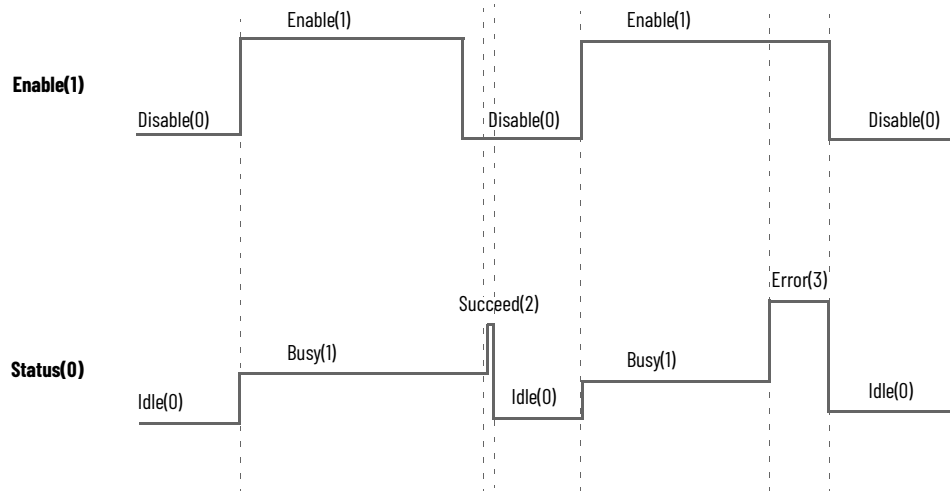 Enable(1)
Enable(1)
Enable(1)
Disable(0)
Disable(0)
Disable(0)
Error(3)
Succeed(2)
Busy(1)
Busy(1)
Status(0)
Idle(0)
Idle(0)
Idle(0)